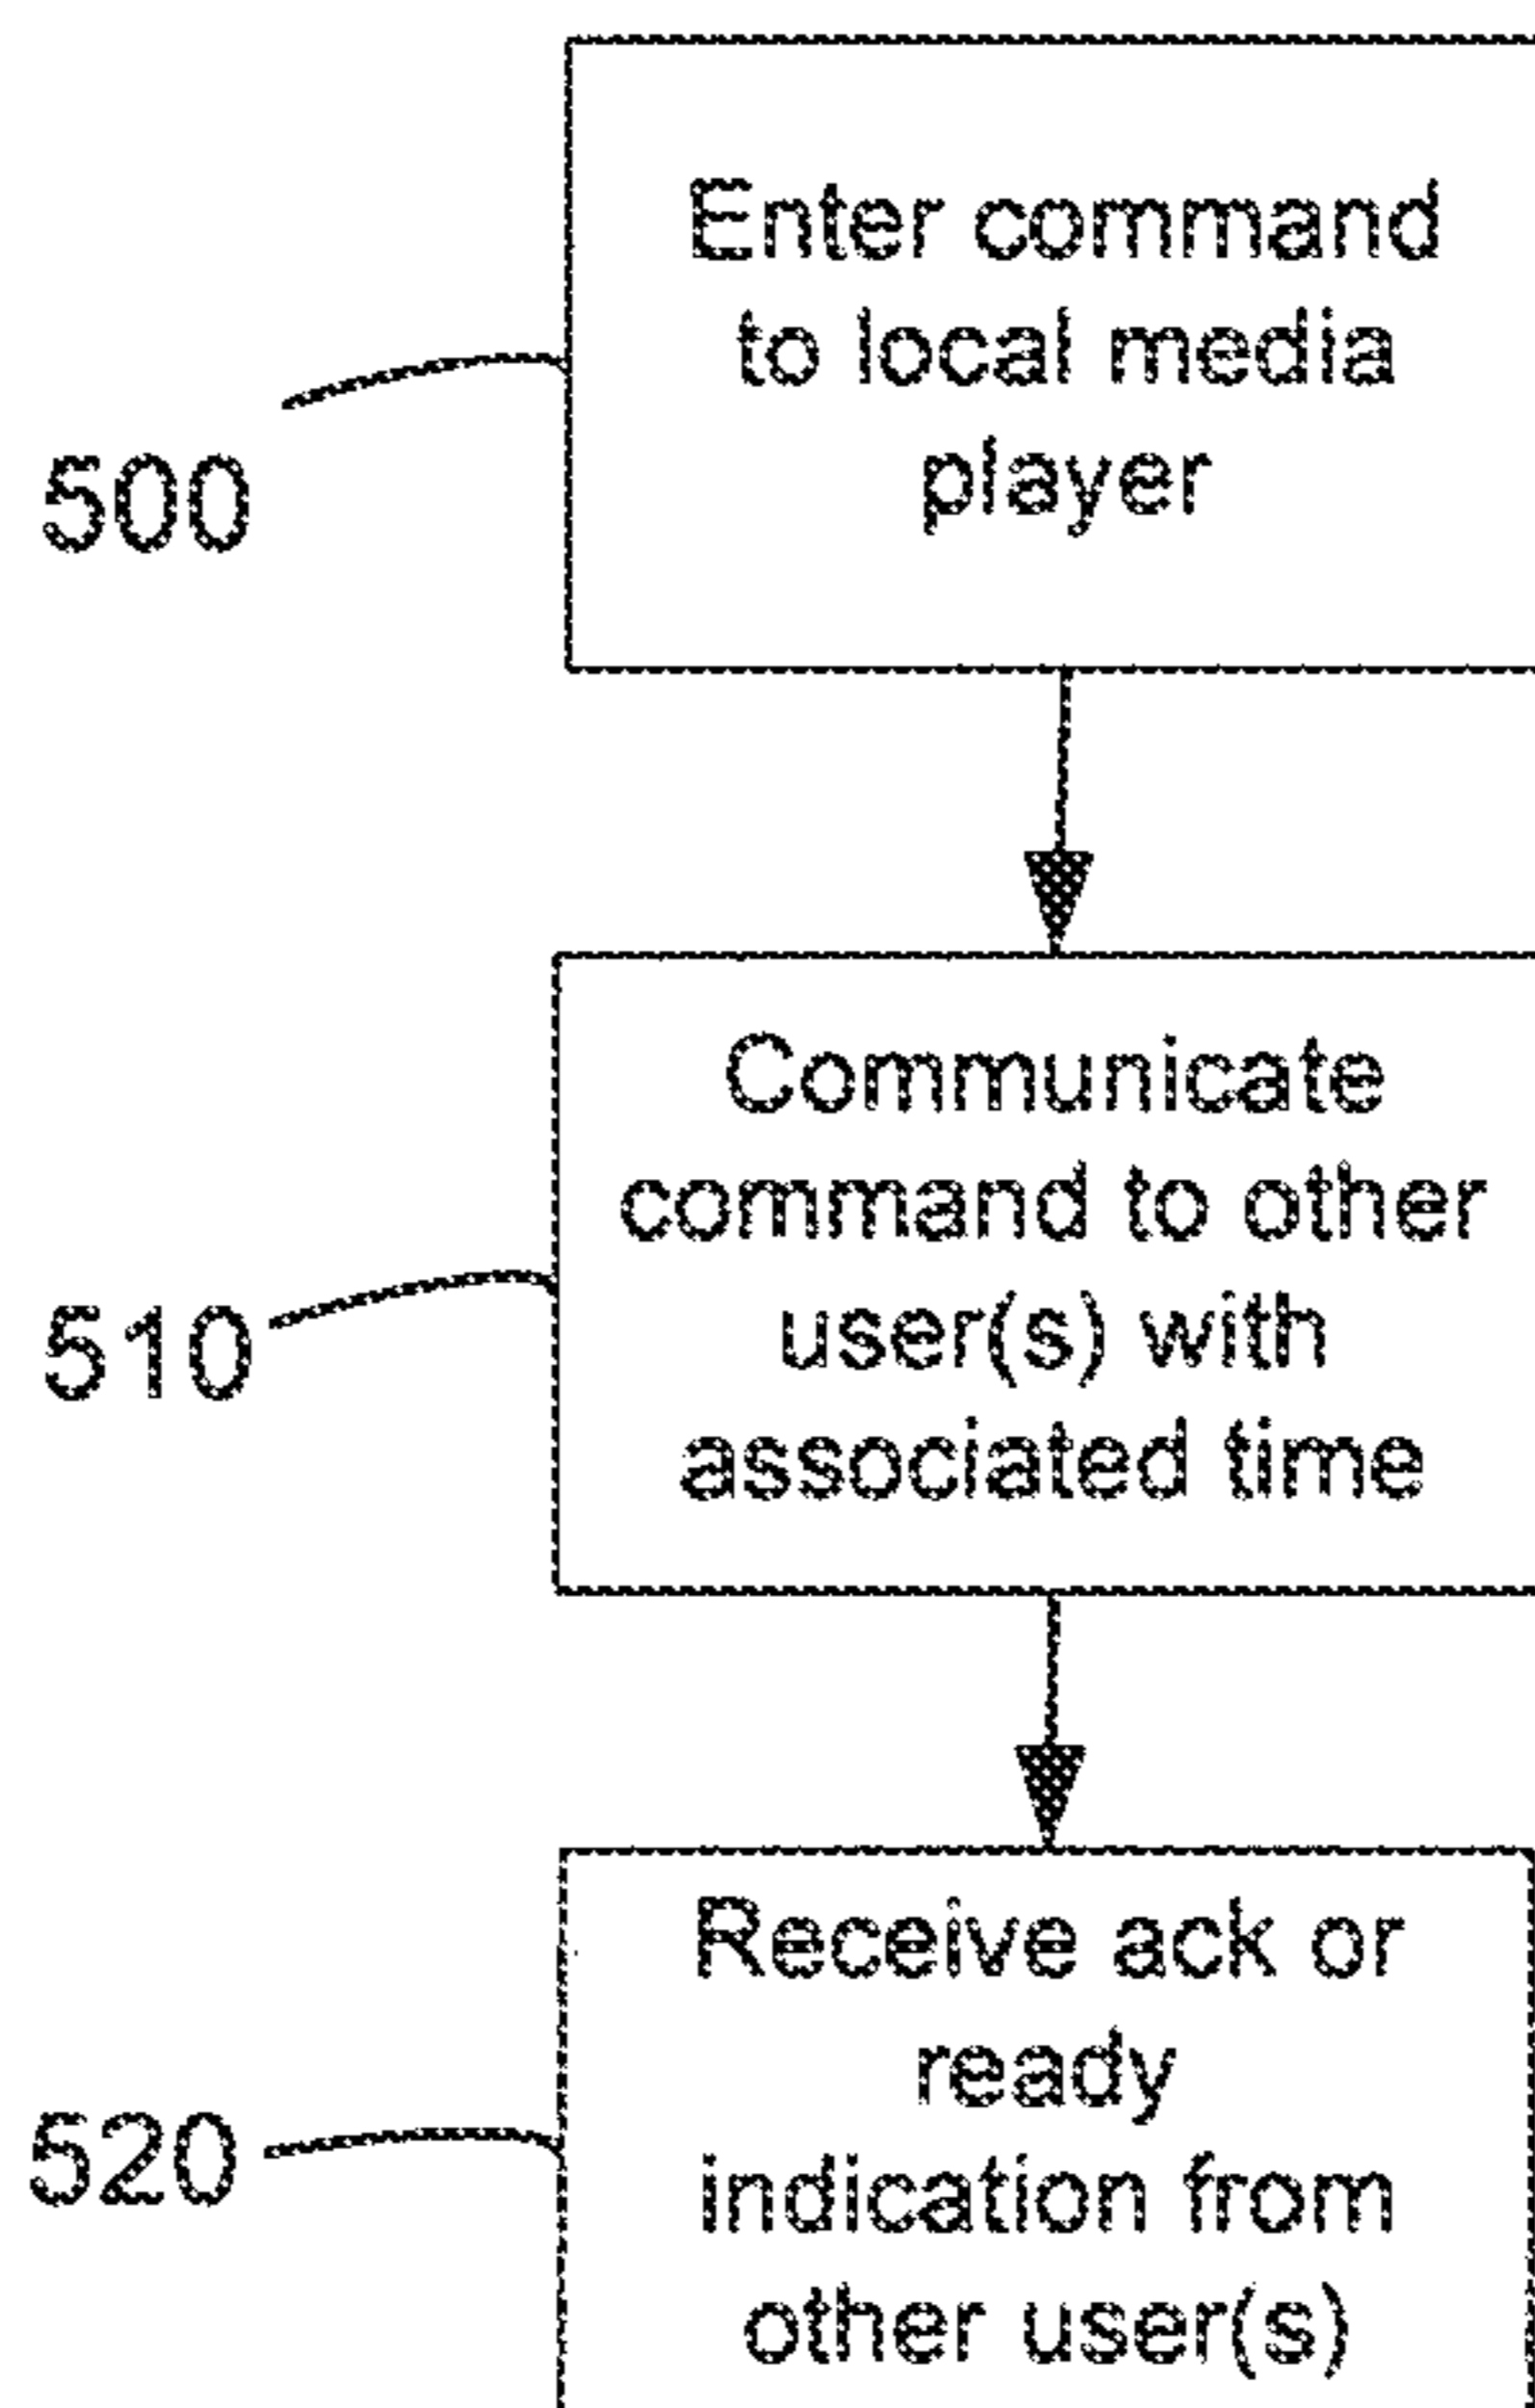 Enter command
to local media
player
500
Communicate
command to other
user(s) with
associated time
510
Receive ack or
ready
indication from
other user(s)
520